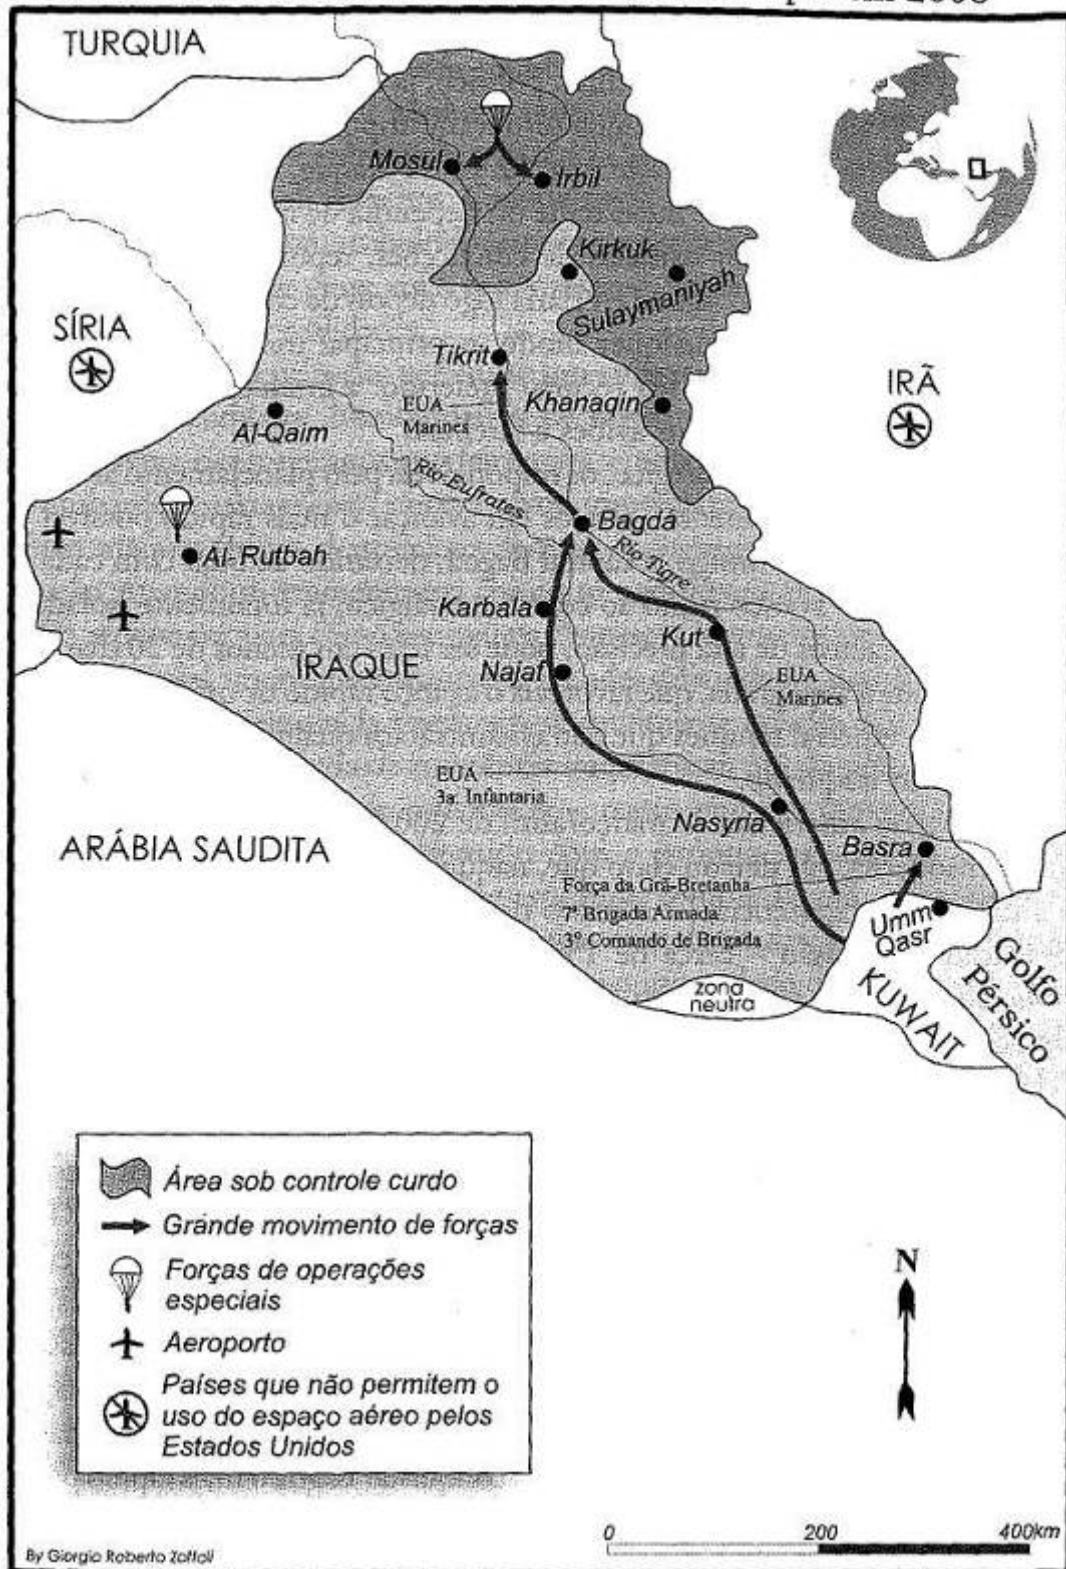 TURQUIA
Mosul
Irbil
Kirkuk
Sulaymaniyah
SÍRIA
Tikrit
IRÃ
EUA
Marines
Khanaqin
Al-Qaim
Rio Eufrates
Bagdá
Al-Rutbah
Rio Tigre
Karbala
Kut
IRAQUE
Najaf
EUA
Marines
EUA
3a. Infantaria
Nasyria
ARÁBIA SAUDITA
Basra
Força da Grã-Bretanha
7ª Brigada Armada
3º Comando de Brigada
Umm
Qasr
Golfo
Pérsico
KUWAIT
zona
neutra
Área sob controle curdo
Grande movimento de forças
Forças de operações
especiais
Aeroporto
Países que não permitem o
uso do espaço aéreo pelos
Estados Unidos
N
0 200 400km
By Giorgio Roberto Zaffali